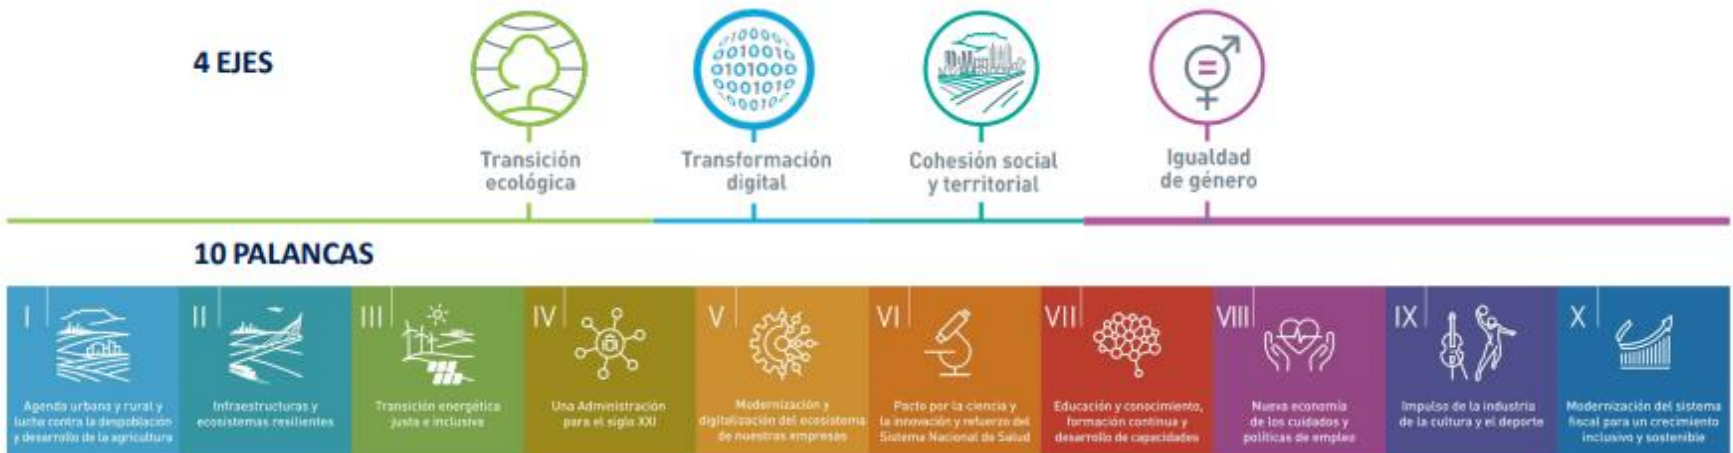 4 EJES
Transición
ecológica
Transformación
digital
Cohesión social
y territorial
Igualdad
de género
10 PALANCAS
I
Agenda urbana y rural y
lucha contra la despoblación
y desarrollo de la agricultura
II
Infraestructuras y
ecosistemas resilientes
III
Transición energética
justa e inclusiva
IV
Una Administración
para el siglo XXI
V
Modernización y
digitalización del ecosistema
de nuestras empresas
VI
Pacto por la ciencia y
la innovación y refuerzo del
Sistema Nacional de Salud
VII
Educación y conocimiento,
formación continua y
desarrollo de capacidades
VIII
Nueva economía
de los cuidados y
políticas de empleo
IX
Impulso de la industria
de la cultura y el deporte
X
Modernización del sistema
fiscal para un crecimiento
inclusivo y sostenible